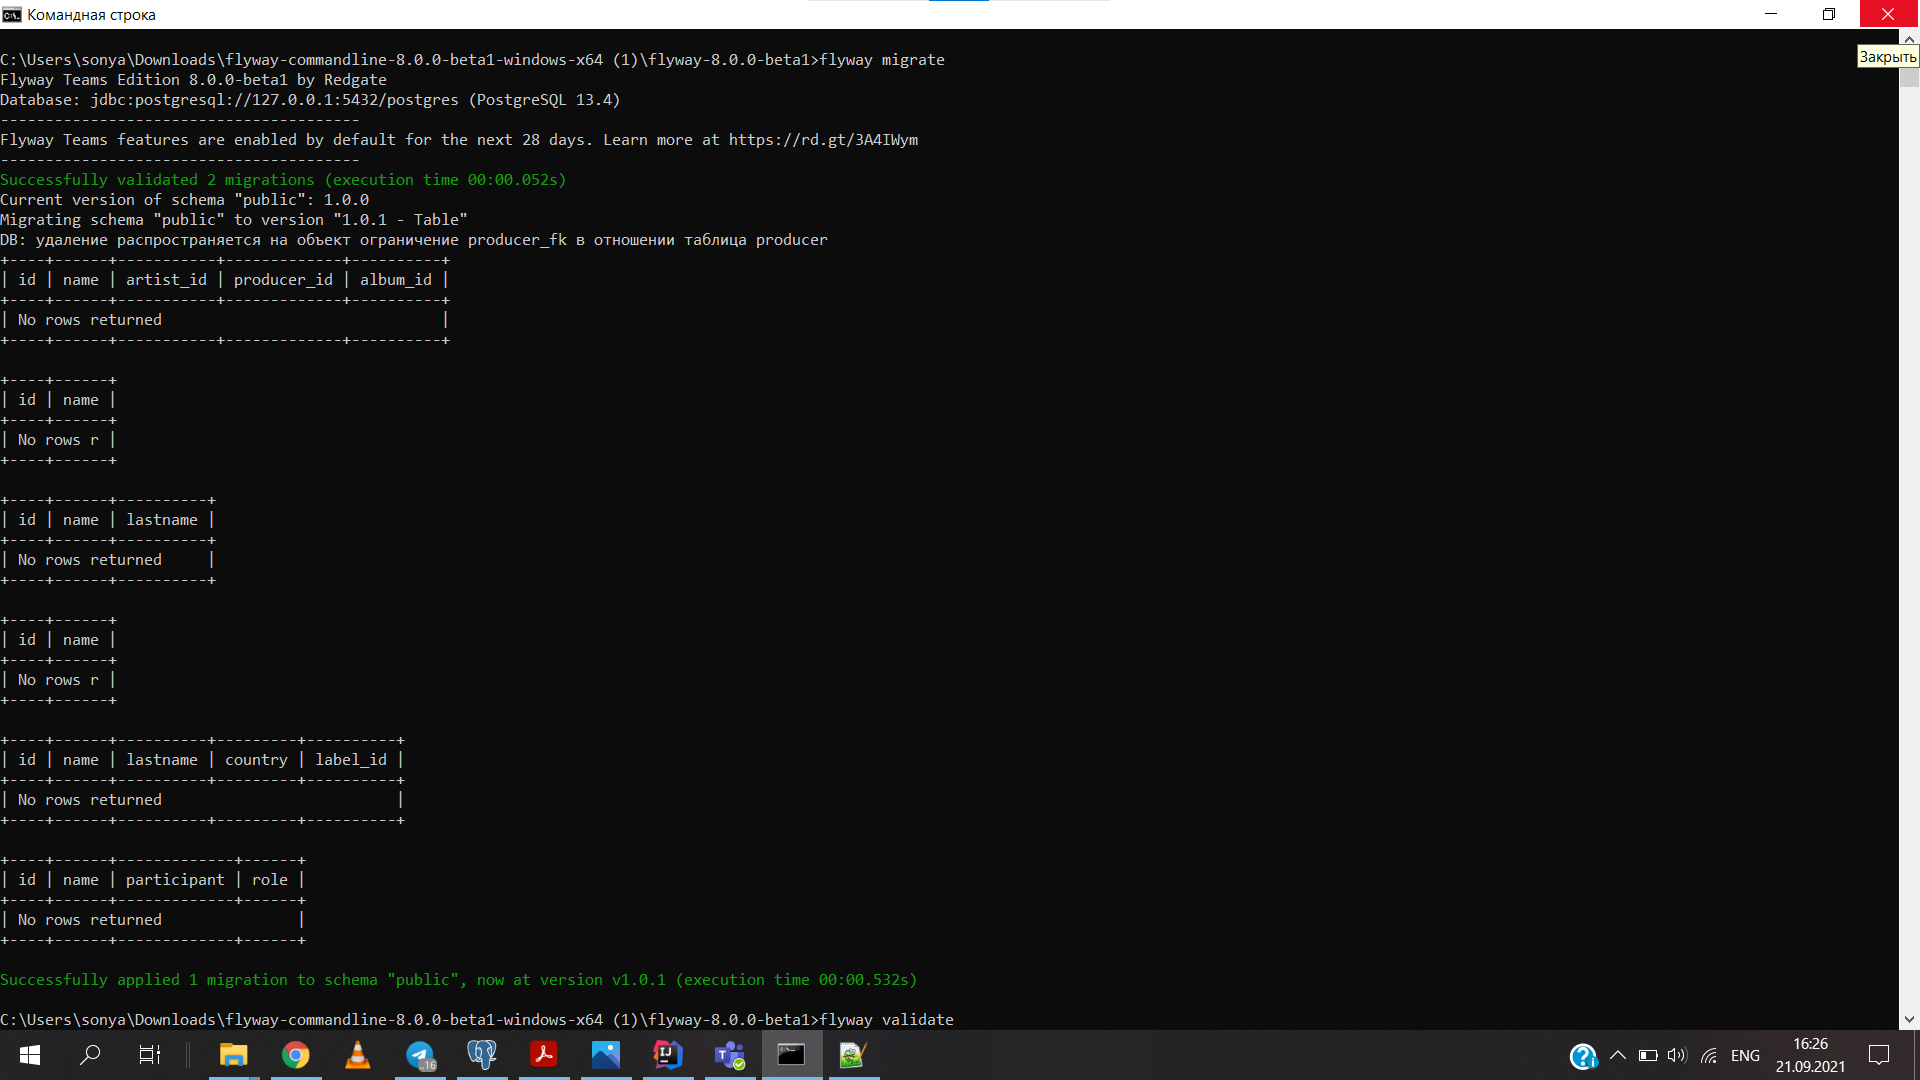 Командная строка
Закрыть
C:\Users\sonya\Downloads\flyway-commandline-8.0.0-beta1-windows-x64 (1)\flyway-8.0.0-beta1>flyway migrate
Flyway Teams Edition 8.0.0-beta1 by Redgate
Database: jdbc:postgresql://127.0.0.1:5432/postgres (PostgreSQL 13.4)
----------------------------------------
Flyway Teams features are enabled by default for the next 28 days. Learn more at https://rd.gt/3A4IWym
----------------------------------------
Successfully validated 2 migrations (execution time 00:00.052s)
Current version of schema "public": 1.0.0
Migrating schema "public" to version "1.0.1 - Table"
DB: удаление распространяется на объект ограничение producer_fk в отношении таблица producer
+----+------+-----------+-------------+----------+
| id | name | artist_id | producer_id | album_id |
+----+------+-----------+-------------+----------+
| No rows returned                               |
+----+------+-----------+-------------+----------+
+----+------+
| id | name |
+----+------+
| No rows r |
+----+------+
+----+------+----------+
| id | name | lastname |
+----+------+----------+
| No rows returned     |
+----+------+----------+
+----+------+
| id | name |
+----+------+
| No rows r |
+----+------+
+----+------+----------+---------+----------+
| id | name | lastname | country | label_id |
+----+------+----------+---------+----------+
| No rows returned                          |
+----+------+----------+---------+----------+
+----+------+-------------+------+
| id | name | participant | role |
+----+------+-------------+------+
| No rows returned               |
+----+------+-------------+------+
Successfully applied 1 migration to schema "public", now at version v1.0.1 (execution time 00:00.532s)
C:\Users\sonya\Downloads\flyway-commandline-8.0.0-beta1-windows-x64 (1)\flyway-8.0.0-beta1>flyway validate
..16
ENG
16:26
21.09.2021